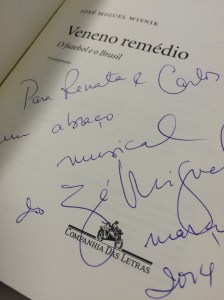 JOSÉ MIGUEL WISNIK
Veneno remédio
O futebol e o Brasil
Para Renata e Carlos
um abraço
musical
do Zé Miguel
COMPANHIA DAS LETRAS
2014